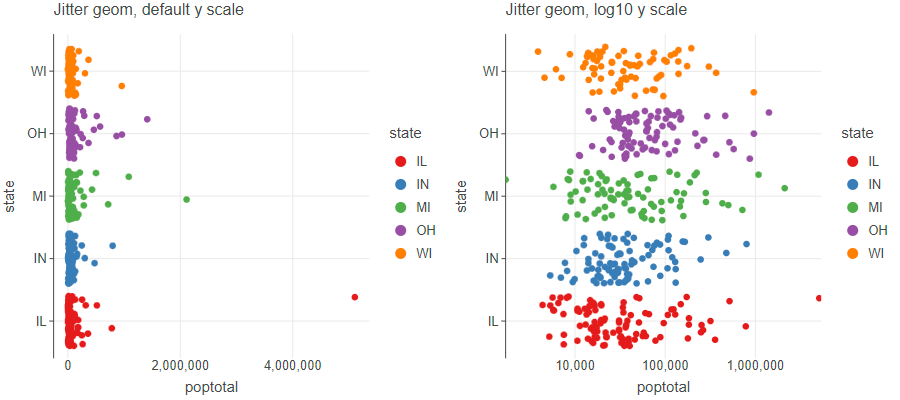 Jitter geom, default y scale
WI
OH
MI
IN
IL
state
0
2,000,000
4,000,000
poptotal
state
IL
IN
MI
OH
WI
Jitter geom, log10 y scale
WI
OH
MI
IN
IL
state
10,000
100,000
1,000,000
poptotal
state
IL
IN
MI
OH
WI